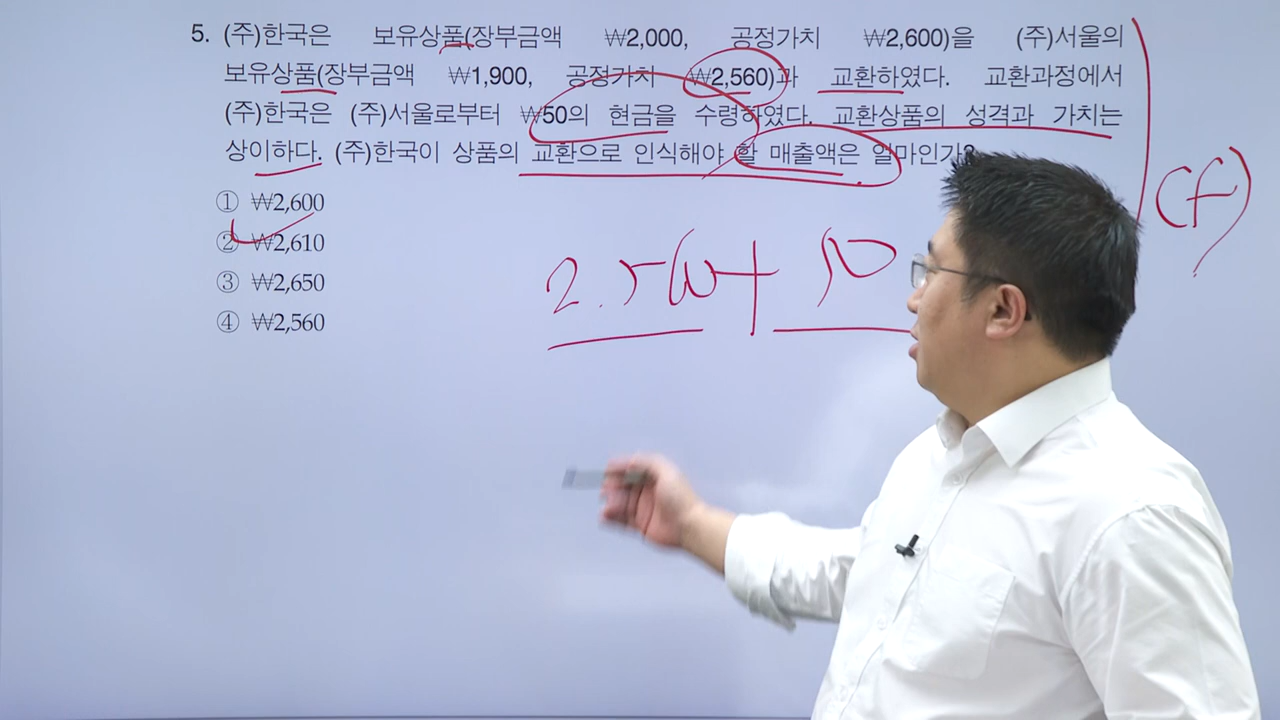 5. (주)한국은 보유상품(장부금액 ₩2,000, 공정가치 ₩2,600)을 (주)서울의
보유상품(장부금액 ₩1,900, 공정가치 ₩2,560)과 교환하였다. 교환과정에서
(주)한국은 (주)서울로부터 ₩50의 현금을 수령하였다. 교환상품의 성격과 가치는
상이하다. (주)한국이 상품의 교환으로 인식해야 할 매출액은 얼마인가?
① ₩2,600
② ₩2,610
③ ₩2,650
④ ₩2,560
2.560 + 50
(f)